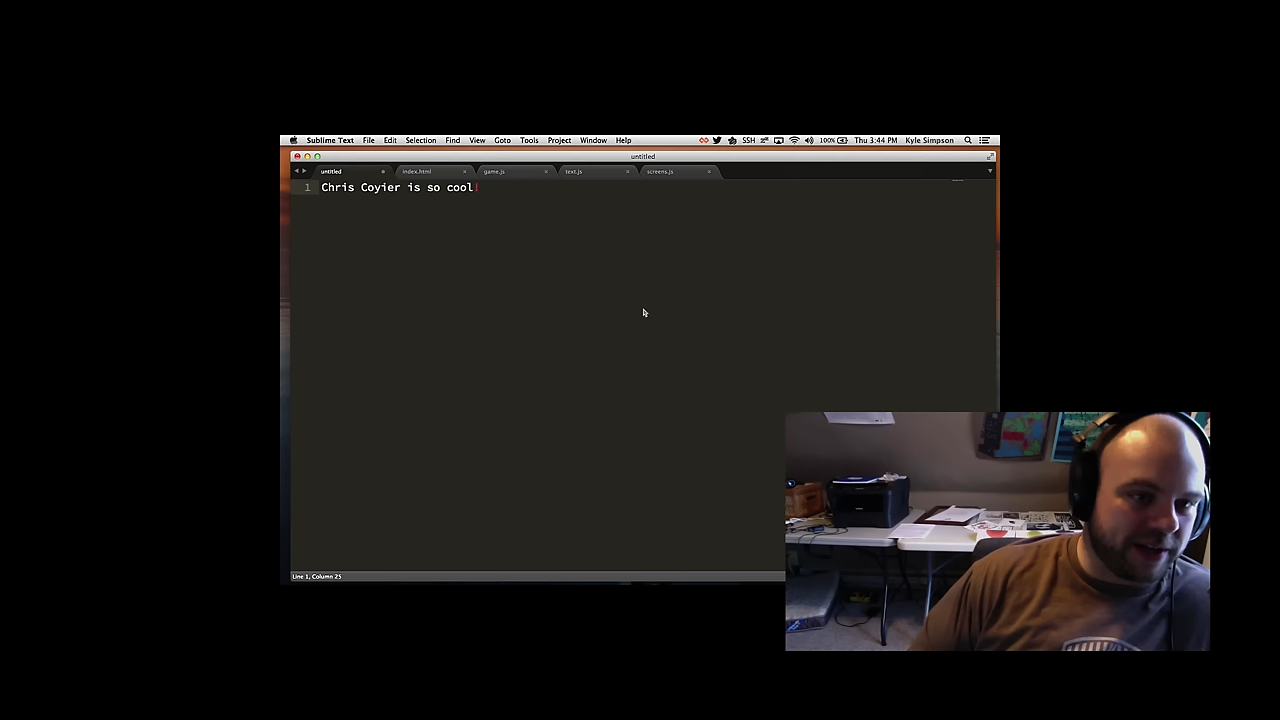 Sublime Text File Edit Selection Find View Goto Tools Project Window Help SSH 100% Thu 3:44 PM Kyle Simpson
untitled
untitled index.html game.js text.js screens.js
1 Chris Coyier is so cool!
Line 1, Column 25